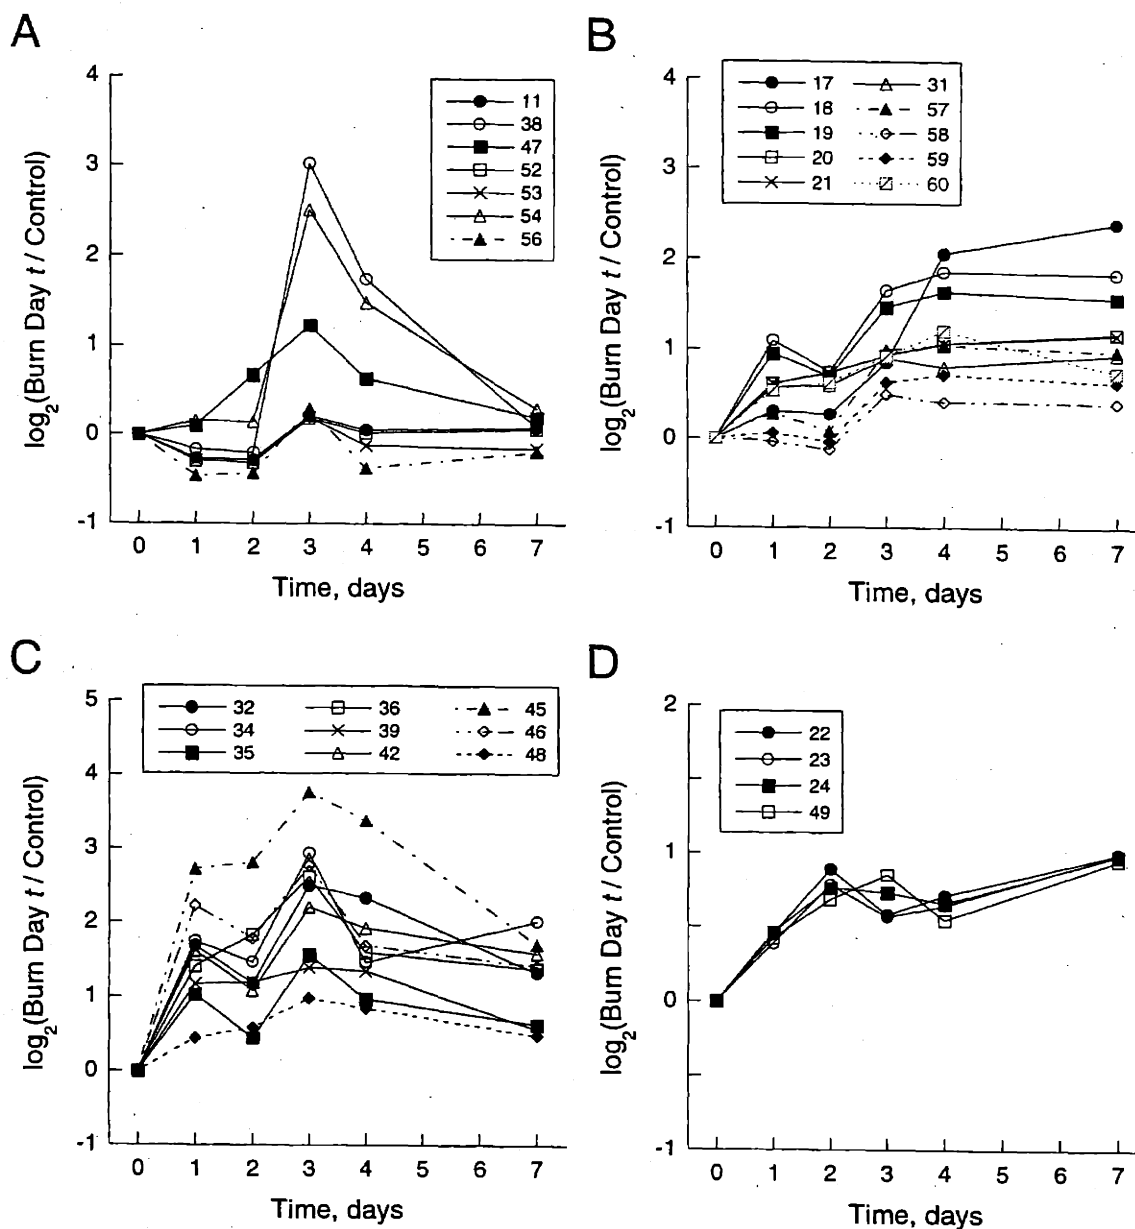 A
log2(Burn Day t / Control)
4
3
2
1
0
-1
11
38
47
52
53
54
56
0 1 2 3 4 5 6 7
Time, days
B
log2(Burn Day t / Control)
4
3
2
1
0
-1
17 31
18 57
19 58
20 59
21 60
0 1 2 3 4 5 6 7
Time, days
C
log2(Burn Day t / Control)
5
4
3
2
1
0
-1
32 36 45
34 39 46
35 42 48
0 1 2 3 4 5 6 7
Time, days
D
log2(Burn Day t / Control)
2
1
0
-1
22
23
24
49
0 1 2 3 4 5 6 7
Time, days